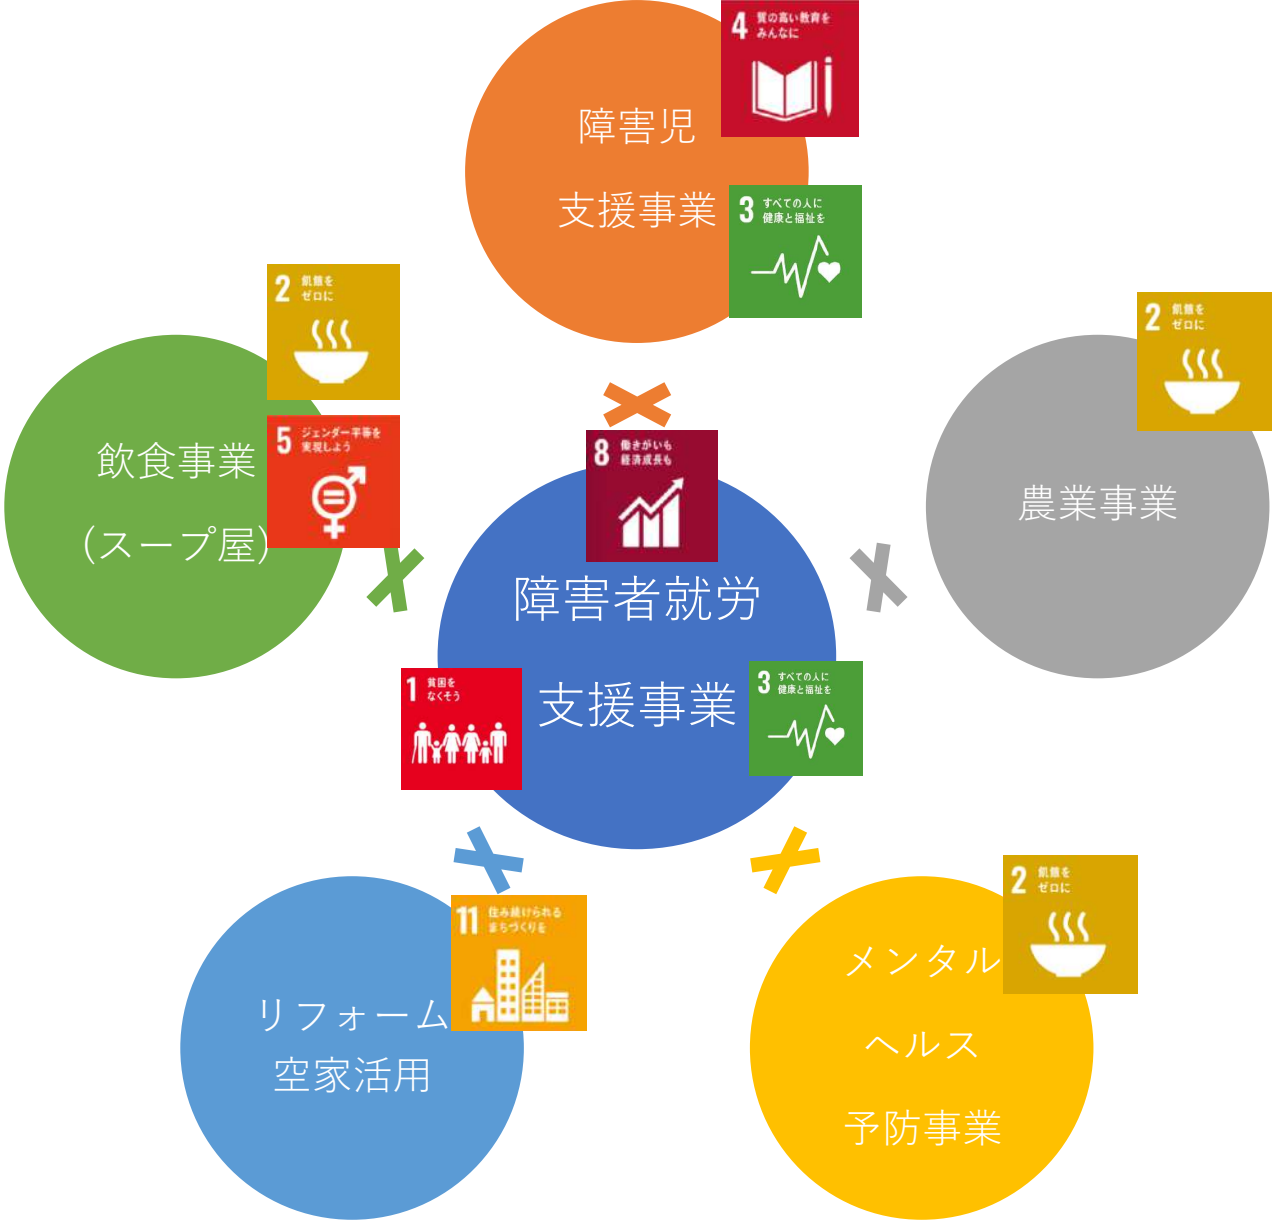 4 質の高い教育を
みんなに
障害児
支援事業
3 すべての人に
健康と福祉を
2 飢餓を
ゼロに
5 ジェンダー平等を
実現しよう
飲食事業
(スープ屋)
2 飢餓を
ゼロに
農業事業
8 働きがいも
経済成長も
障害者就労
支援事業
1 貧困を
なくそう
3 すべての人に
健康と福祉を
11 住み続けられる
まちづくりを
リフォーム
空家活用
2 飢餓を
ゼロに
メンタル
ヘルス
予防事業